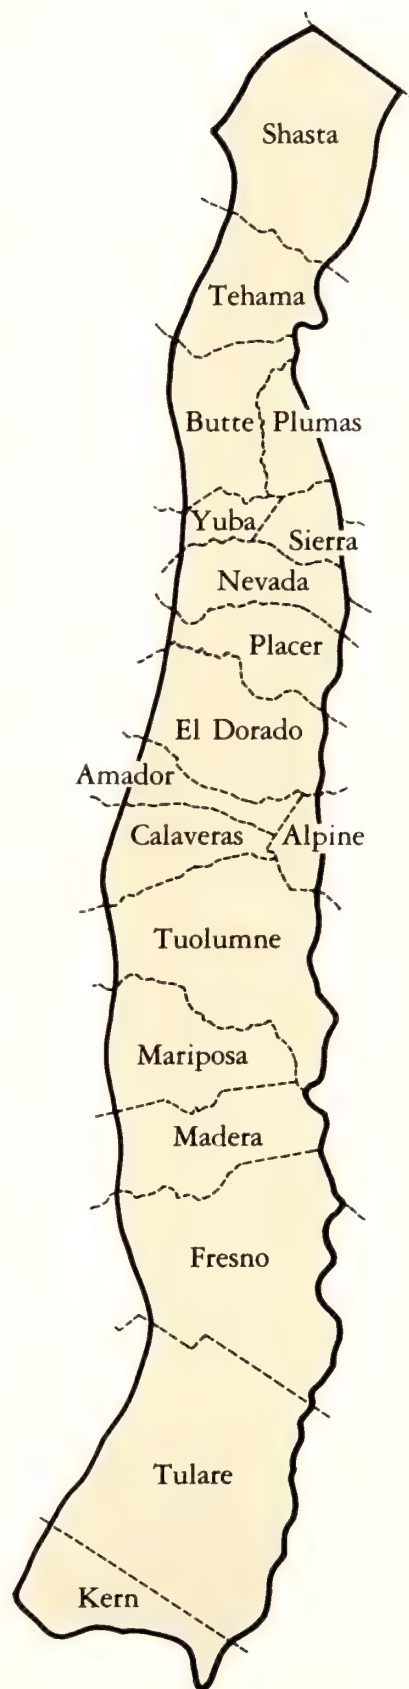 Shasta
Tehama
Butte
Plumas
Yuba
Sierra
Nevada
Placer
El Dorado
Amador
Calaveras
Alpine
Tuolumne
Mariposa
Madera
Fresno
Tulare
Kern